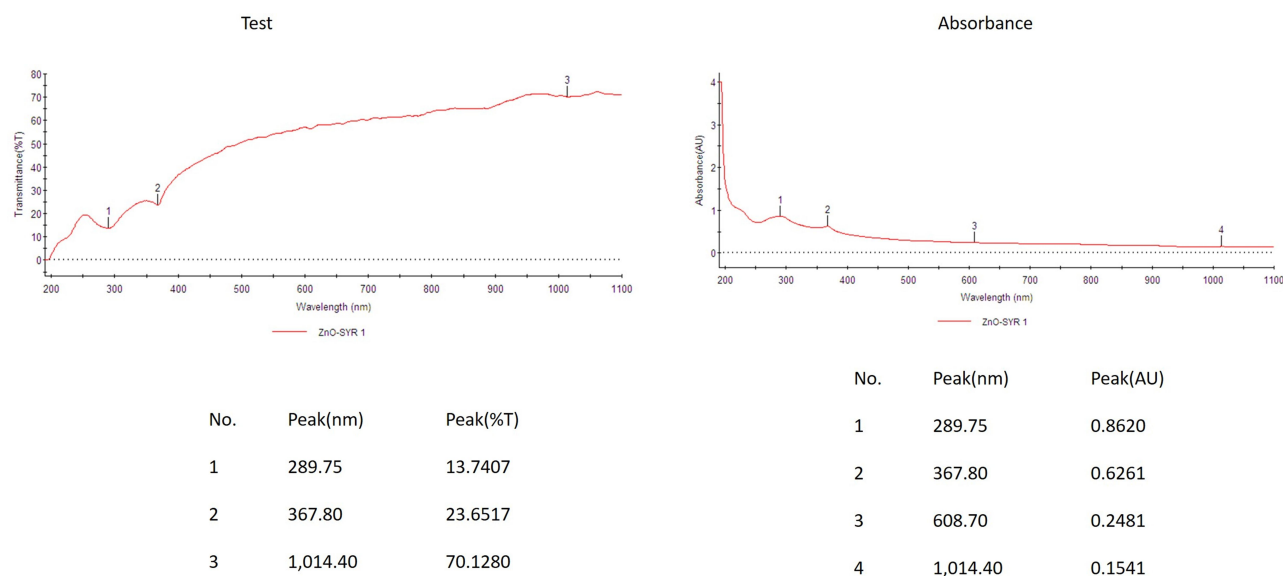 Test
80
70
60
50
40
30
20
10
0
Transmittance(%T)
1
2
3
200 300 400 500 600 700 800 900 1000 1100
Wavelength (nm)
ZnO-SYR 1
No. Peak(nm) Peak(%T)
1 289.75 13.7407
2 367.80 23.6517
3 1,014.40 70.1280
Absorbance
4
3
2
1
0
Absorbance(AU)
1
2
3
4
200 300 400 500 600 700 800 900 1000 1100
Wavelength (nm)
ZnO-SYR 1
No. Peak(nm) Peak(AU)
1 289.75 0.8620
2 367.80 0.6261
3 608.70 0.2481
4 1,014.40 0.1541